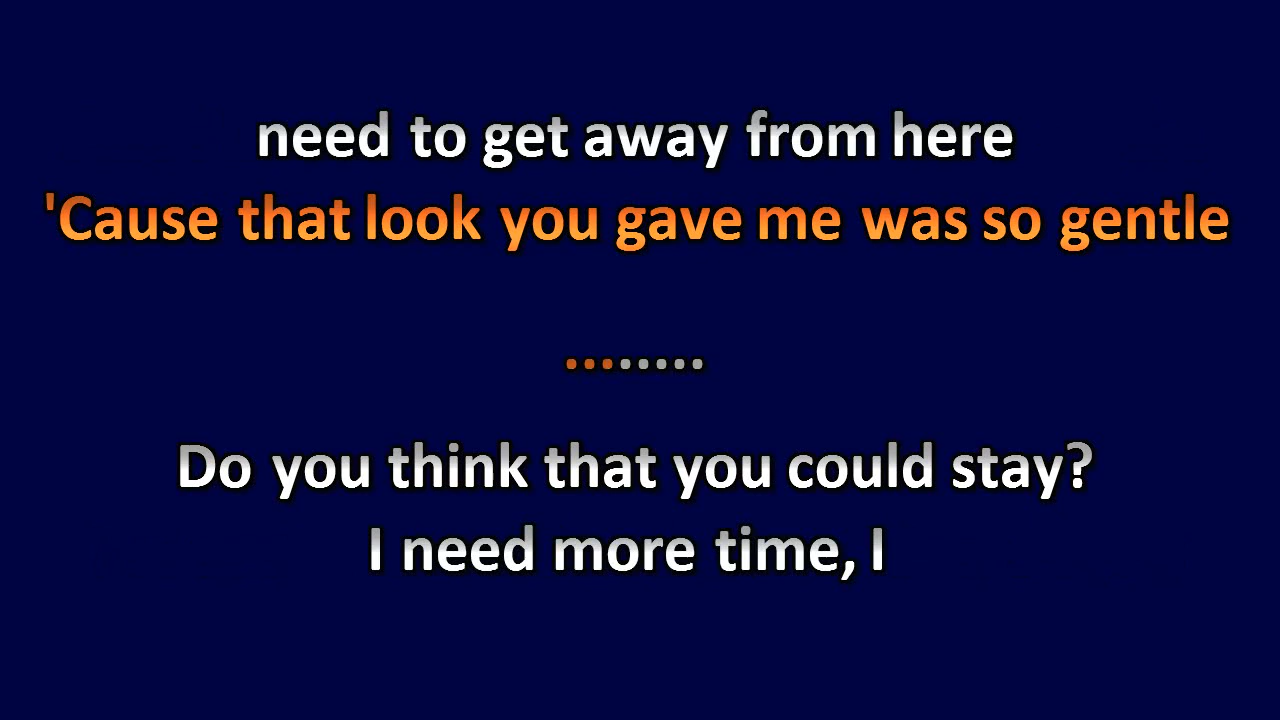 need to get away from here
'Cause that look you gave me was so gentle
........
Do you think that you could stay?
I need more time, I